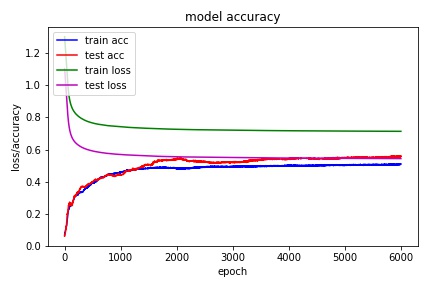 model accuracy
train acc
test acc
train loss
test loss
loss/accuracy
1.2
1.0
0.8
0.6
0.4
0.2
0.0
0 1000 2000 3000 4000 5000 6000
epoch